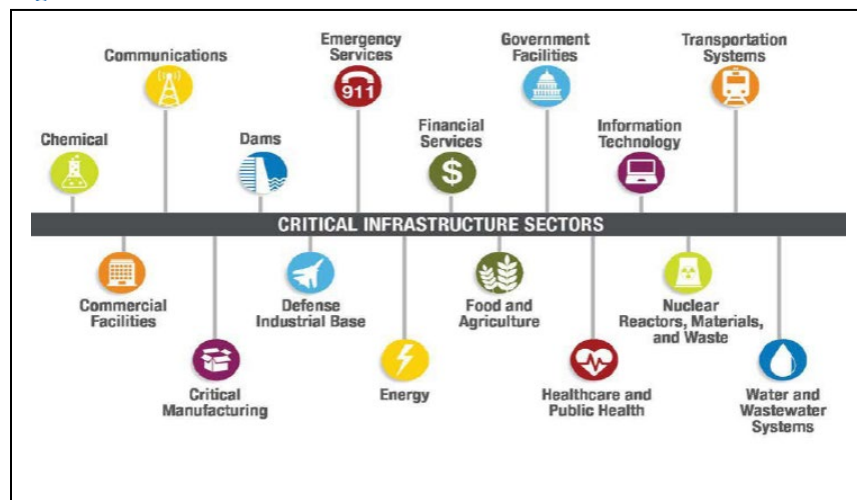 Communications
Emergency
Services
911
Government
Facilities
Transportation
Systems
Chemical
Dams
Financial
Services
$
Information
Technology
CRITICAL INFRASTRUCTURE SECTORS
Commercial
Facilities
Defense
Industrial Base
Food and
Agriculture
Nuclear
Reactors, Materials,
and Waste
Critical
Manufacturing
Energy
Healthcare and
Public Health
Water and
Wastewater
Systems